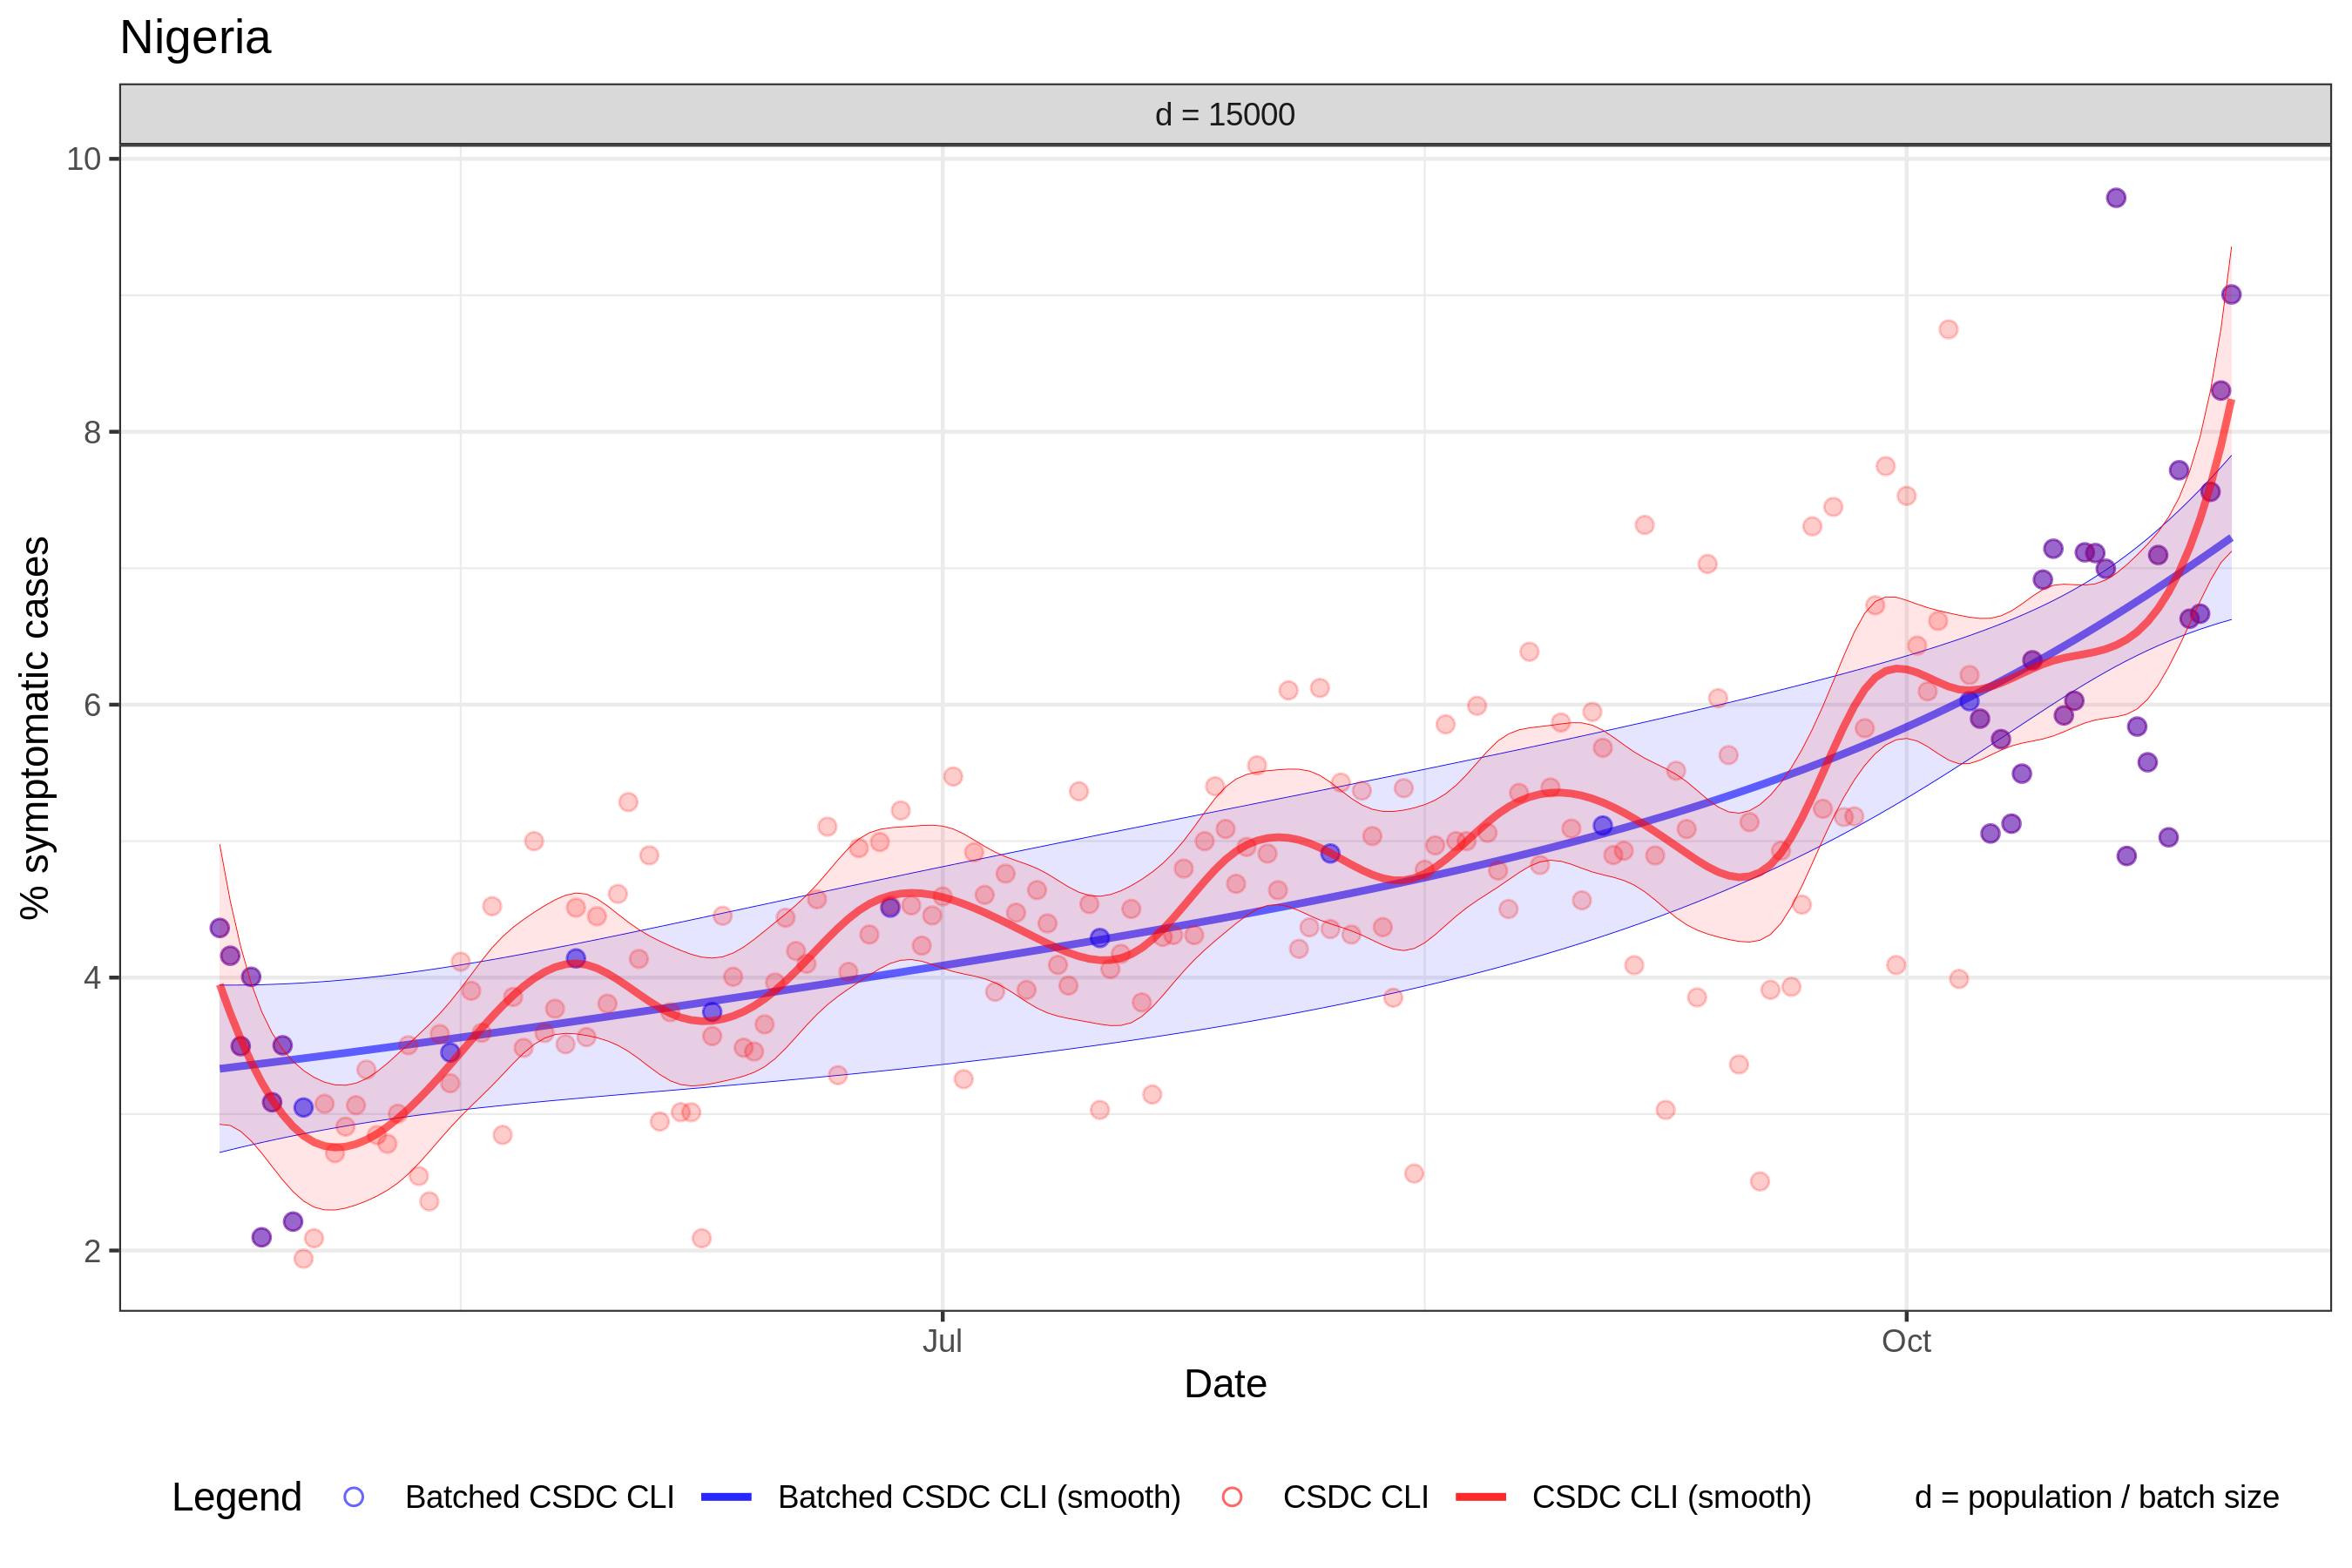 Nigeria
d = 15000
10
8
6
4
2
% symptomatic cases
Jul
Oct
Date
Legend
Batched CSDC CLI
Batched CSDC CLI (smooth)
CSDC CLI
CSDC CLI (smooth)
d = population / batch size